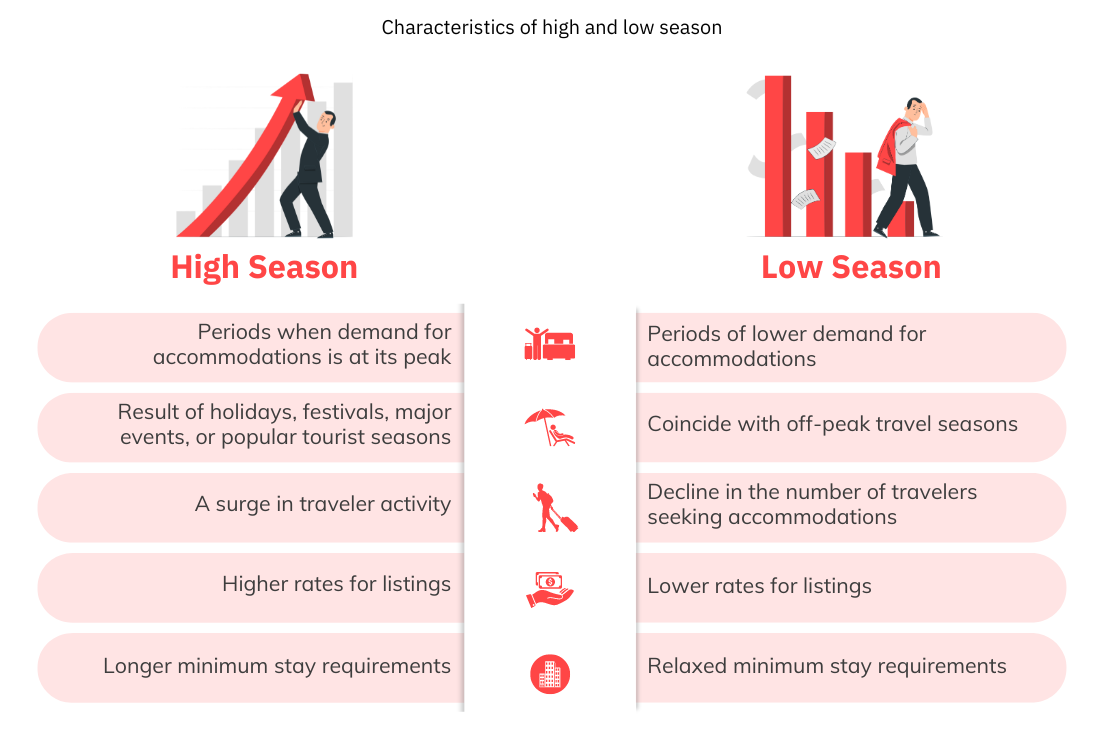 Characteristics of high and low season
High Season
Low Season
Periods when demand for
accommodations is at its peak
Periods of lower demand for
accommodations
Result of holidays, festivals, major
events, or popular tourist seasons
Coincide with off-peak travel seasons
A surge in traveler activity
Decline in the number of travelers
seeking accommodations
Higher rates for listings
Lower rates for listings
Longer minimum stay requirements
Relaxed minimum stay requirements